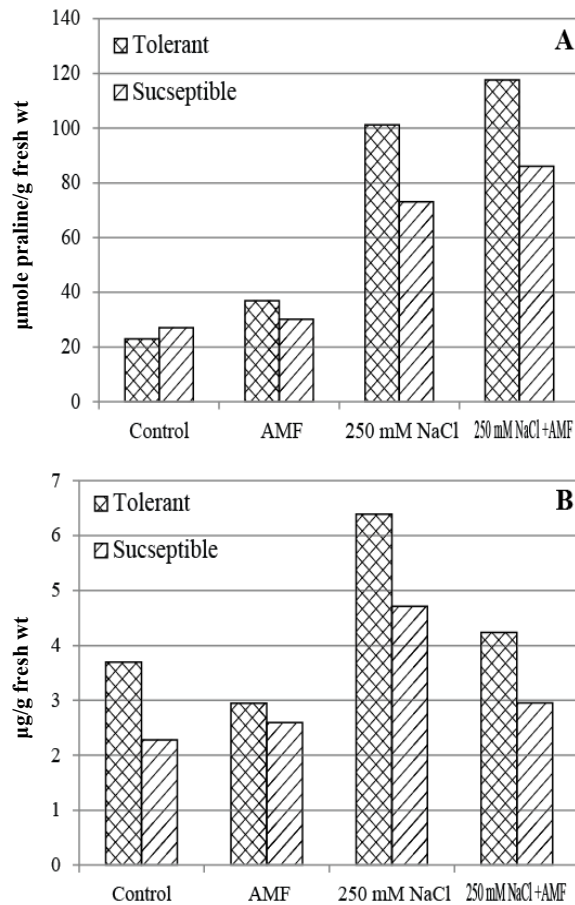 140
120
100
80
60
40
20
0
µmole praline/g fresh wt
A
Tolerant
Sucseptible
Control AMF 250 mM NaCl 250 mM NaCl +AMF
7
6
5
4
3
2
1
0
µg/g fresh wt
B
Tolerant
Sucseptible
Control AMF 250 mM NaCl 250 mM NaCl +AMF